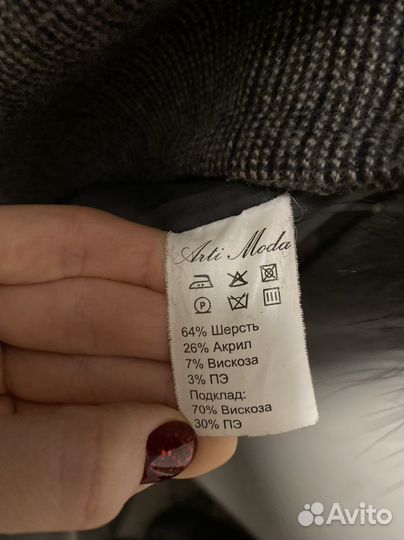 Arti Moda
P
64% Шерсть
26% Акрил
7% Вискоза
3% ПЭ
Подклад:
70% Вискоза
30% ПЭ
Avito